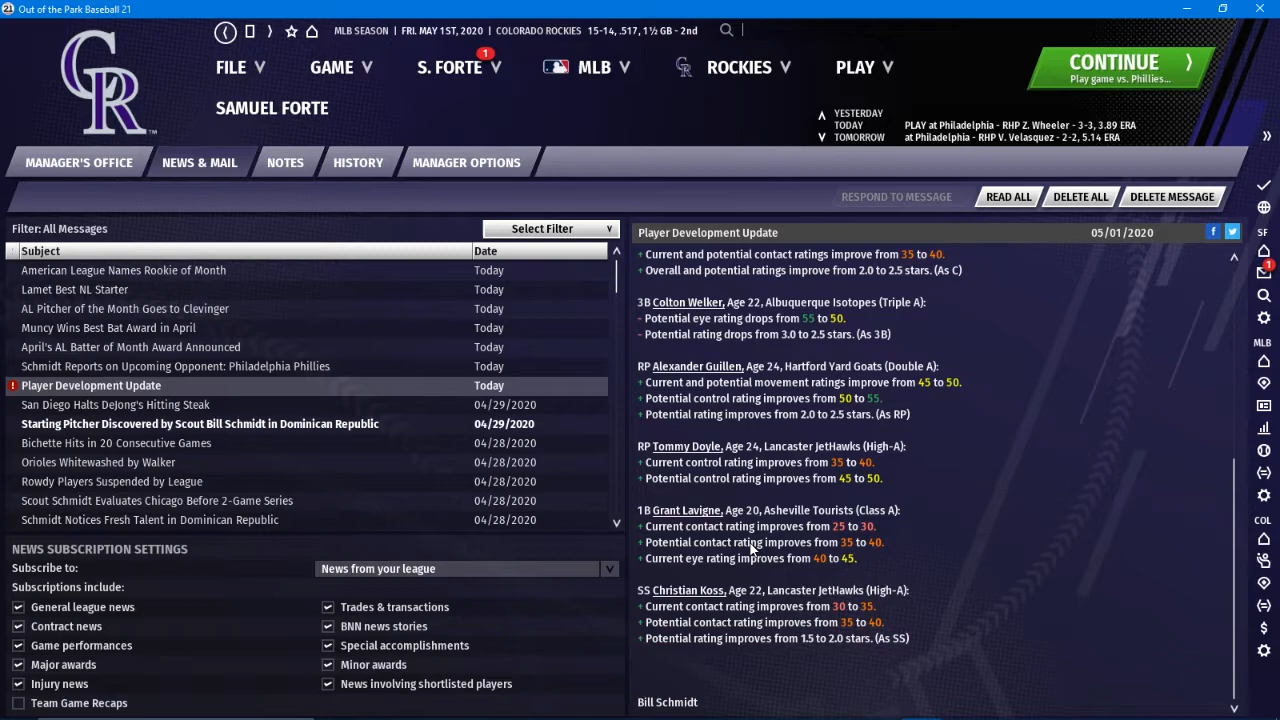 Out of the Park Baseball 21
MLB SEASON | FRI. MAY 1ST, 2020 | COLORADO ROCKIES 15-14, .517, 1½ GB - 2nd
FILE GAME S. FORTE 1 MLB ROCKIES PLAY
CONTINUE
Play game vs. Phillies...
SAMUEL FORTE
YESTERDAY
TODAY PLAY at Philadelphia - RHP Z. Wheeler - 3-3, 3.89 ERA
TOMORROW at Philadelphia - RHP V. Velasquez - 2-2, 5.14 ERA
MANAGER'S OFFICE NEWS & MAIL NOTES HISTORY MANAGER OPTIONS
RESPOND TO MESSAGE READ ALL DELETE ALL DELETE MESSAGE
Filter: All Messages Select Filter
Subject Date
American League Names Rookie of Month Today
Lamet Best NL Starter Today
AL Pitcher of the Month Goes to Clevinger Today
Muncy Wins Best Bat Award in April Today
April's AL Batter of Month Award Announced Today
Schmidt Reports on Upcoming Opponent: Philadelphia Phillies Today
Player Development Update Today
San Diego Halts DeJong's Hitting Steak 04/29/2020
Starting Pitcher Discovered by Scout Bill Schmidt in Dominican Republic 04/29/2020
Bichette Hits in 20 Consecutive Games 04/28/2020
Orioles Whitewashed by Walker 04/28/2020
Rowdy Players Suspended by League 04/28/2020
Scout Schmidt Evaluates Chicago Before 2-Game Series 04/28/2020
Schmidt Notices Fresh Talent in Dominican Republic 04/28/2020
NEWS SUBSCRIPTION SETTINGS
Subscribe to: News from your league
Subscriptions include:
General league news Trades & transactions
Contract news BNN news stories
Game performances Special accomplishments
Major awards Minor awards
Injury news News involving shortlisted players
Team Game Recaps
Player Development Update 05/01/2020
Current and potential contact ratings improve from 35 to 40.
Overall and potential ratings improve from 2.0 to 2.5 stars. (As C)
3B Colton Welker, Age 22, Albuquerque Isotopes (Triple A):
- Potential eye rating drops from 55 to 50.
- Potential rating drops from 3.0 to 2.5 stars. (As 3B)
RP Alexander Guillen, Age 24, Hartford Yard Goats (Double A):
Current and potential movement ratings improve from 45 to 50.
Potential control rating improves from 50 to 55.
Potential rating improves from 2.0 to 2.5 stars. (As RP)
RP Tommy Doyle, Age 24, Lancaster JetHawks (High-A):
Current control rating improves from 35 to 40.
Potential control rating improves from 45 to 50.
1B Grant Lavigne, Age 20, Asheville Tourists (Class A):
Current contact rating improves from 25 to 30.
Potential contact rating improves from 35 to 40.
Current eye rating improves from 40 to 45.
SS Christian Koss, Age 22, Lancaster JetHawks (High-A):
Current contact rating improves from 30 to 35.
Potential contact rating improves from 35 to 40.
Potential rating improves from 1.5 to 2.0 stars. (As SS)
Bill Schmidt
SF
1
MLB
COL